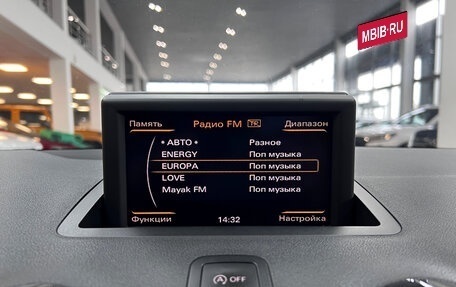 MBIB.RU
Память Радио FM TP Диапазон
* АВТО * Разное
ENERGY Поп музыка
EUROPA Поп музыка
LOVE Поп музыка
Mayak FM Поп музыка
Функции 14:32 Настройка
A OFF